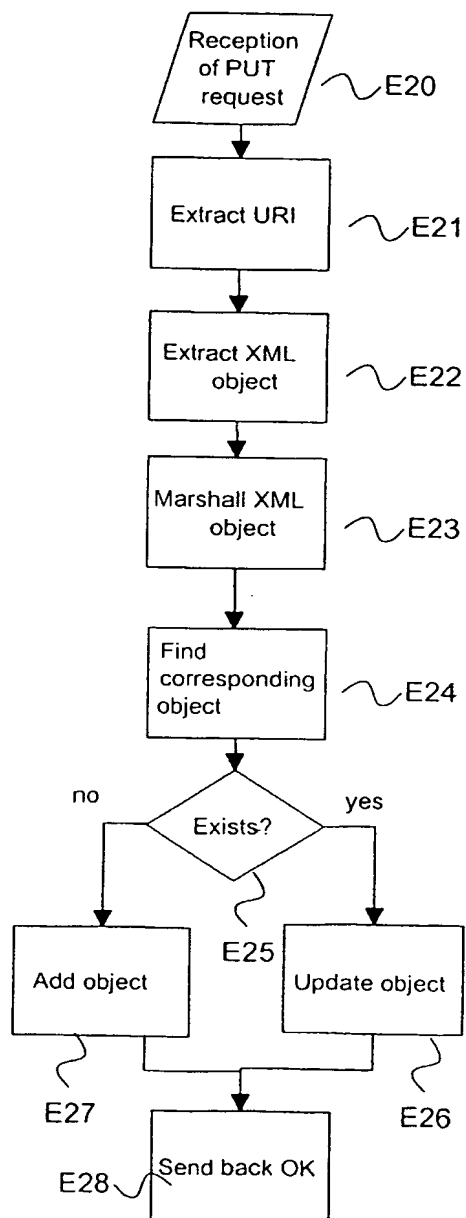 Reception
of PUT
request
E20
Extract URI
E21
Extract XML
object
E22
Marshall XML
object
E23
Find
corresponding
object
E24
no
yes
Exists?
E25
Add object
Update object
E27
E26
Send back OK
E28